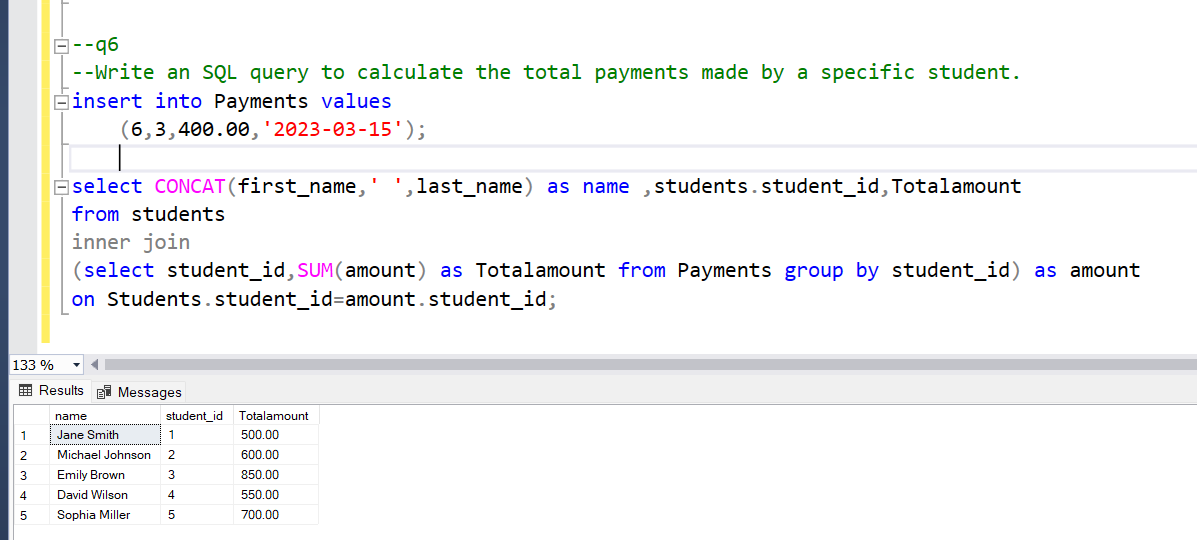 --q6
--Write an SQL query to calculate the total payments made by a specific student.
insert into Payments values
(6,3,400.00,'2023-03-15');
select CONCAT(first_name,' ',last_name) as name ,students.student_id,Totalamount
from students
inner join
(select student_id,SUM(amount) as Totalamount from Payments group by student_id) as amount
on Students.student_id=amount.student_id;
133 %
Results Messages
name student_id Totalamount
1 Jane Smith 1 500.00
2 Michael Johnson 2 600.00
3 Emily Brown 3 850.00
4 David Wilson 4 550.00
5 Sophia Miller 5 700.00